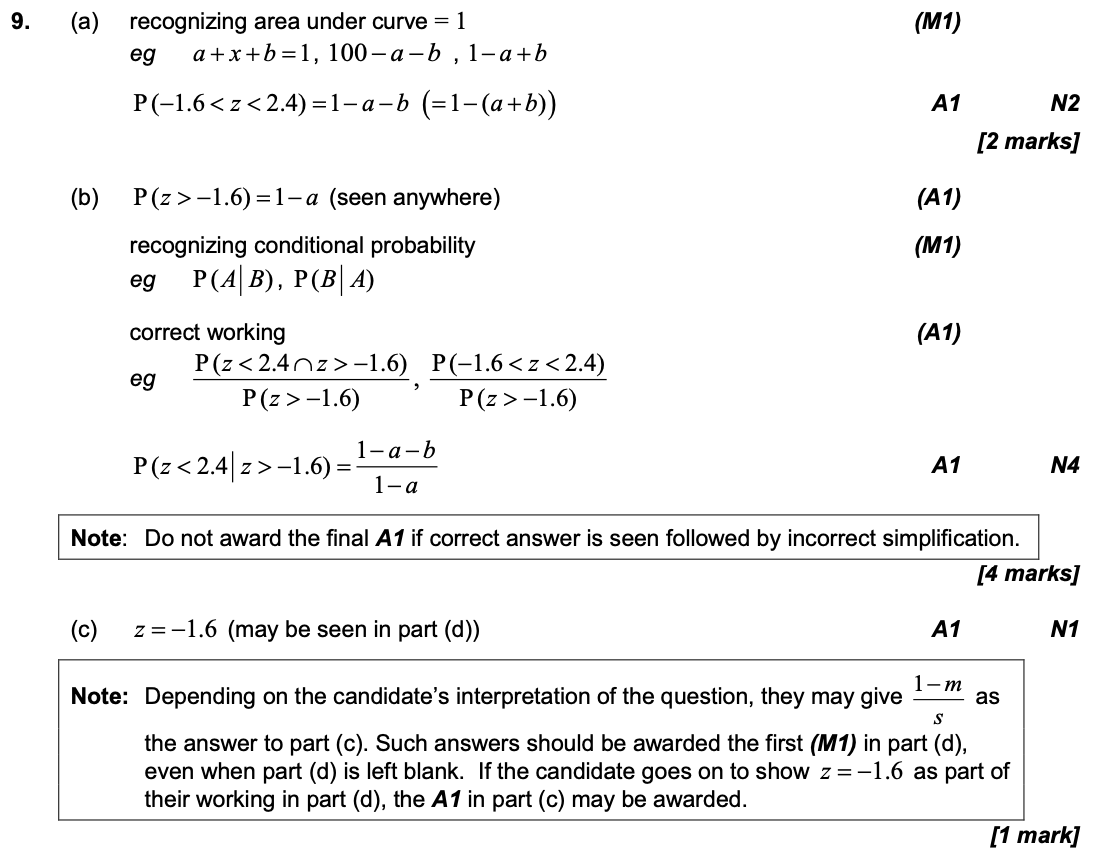 9. (a) recognizing area under curve = 1 (M1)
eg a + x + b = 1, 100 − a − b , 1 − a + b
P(−1.6 < z < 2.4) = 1 − a − b (= 1 − (a + b)) A1 N2
[2 marks]
(b) P(z > −1.6) = 1 − a (seen anywhere) (A1)
recognizing conditional probability (M1)
eg P(A|B), P(B|A)
correct working (A1)
eg P(z < 2.4 ∩ z > −1.6)/P(z > −1.6), P(−1.6 < z < 2.4)/P(z > −1.6)
P(z < 2.4|z > −1.6) = (1 − a − b)/(1 − a) A1 N4
Note: Do not award the final A1 if correct answer is seen followed by incorrect simplification.
[4 marks]
(c) z = −1.6 (may be seen in part (d)) A1 N1
Note: Depending on the candidate's interpretation of the question, they may give (1 − m)/s as
the answer to part (c). Such answers should be awarded the first (M1) in part (d),
even when part (d) is left blank. If the candidate goes on to show z = −1.6 as part of
their working in part (d), the A1 in part (c) may be awarded.
[1 mark]